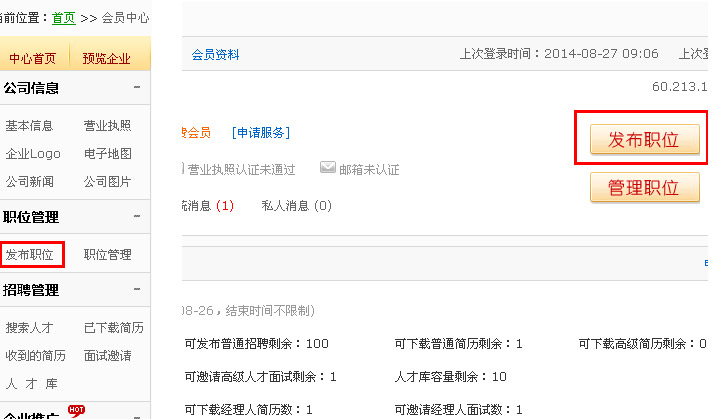 当前位置：首页 >> 会员中心
中心首页 预览企业
公司信息 -
基本信息 营业执照
企业Logo 电子地图
公司新闻 公司图片
职位管理 -
发布职位 职位管理
招聘管理 -
搜索人才 已下载简历
收到的简历 面试邀请
人 才 库
企业推广 HOT
会员资料 上次登录时间：2014-08-27 09:06 上次登
60.213.1
会员 [申请服务]
发布职位
营业执照认证未通过 邮箱未认证
管理职位
消息 (1) 私人消息 (0)
08-26，结束时间不限制)
可发布普通招聘剩余：100 可下载普通简历剩余：1 可下载高级简历剩余：0
可邀请高级人才面试剩余：1 人才库容量剩余：10
可下载经理人简历数：1 可邀请经理人面试数：1